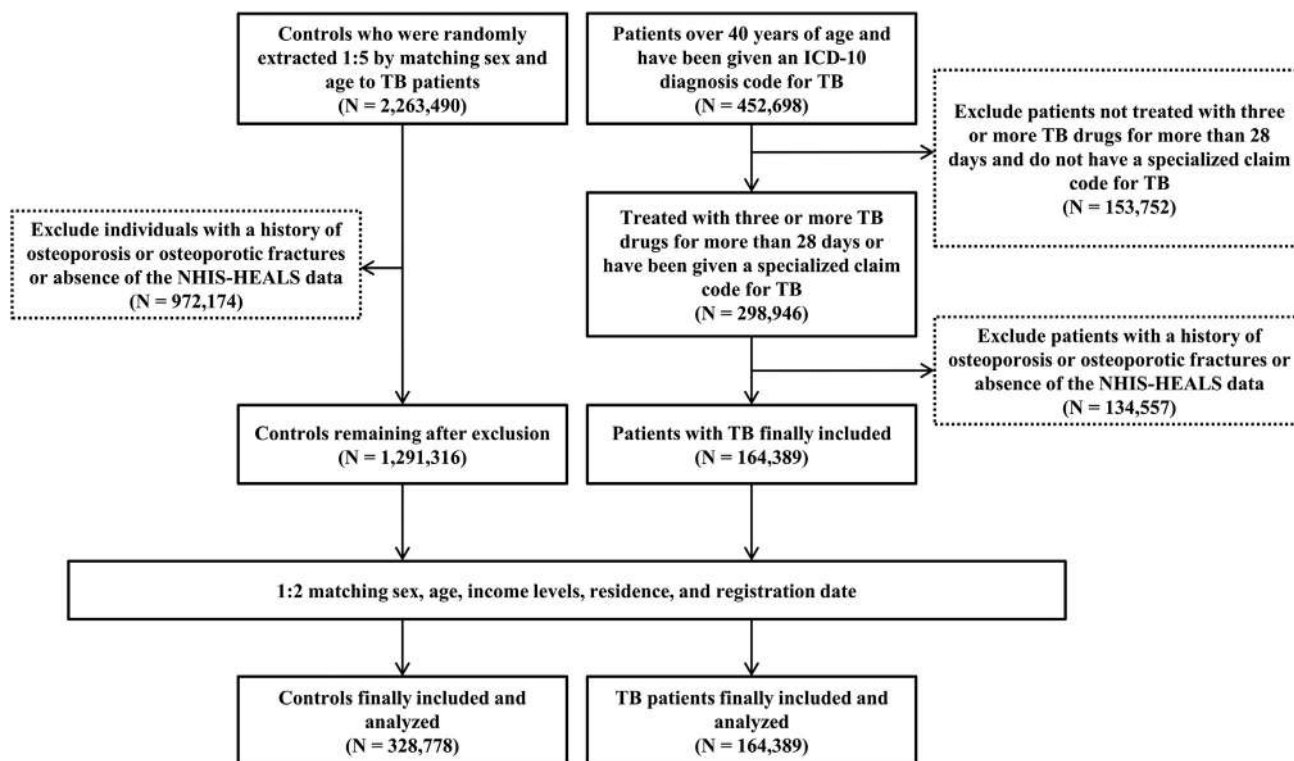 Controls who were randomly
extracted 1:5 by matching sex and
age to TB patients
(N = 2,263,490)
Patients over 40 years of age and
have been given an ICD-10
diagnosis code for TB
(N = 452,698)
Exclude patients not treated with three
or more TB drugs for more than 28
days and do not have a specialized claim
code for TB
(N = 153,752)
Exclude individuals with a history of
osteoporosis or osteoporotic fractures
or absence of the NHIS-HEALS data
(N = 972,174)
Treated with three or more TB
drugs for more than 28 days or
have been given a specialized claim
code for TB
(N = 298,946)
Exclude patients with a history of
osteoporosis or osteoporotic fractures or
absence of the NHIS-HEALS data
(N = 134,557)
Controls remaining after exclusion
(N = 1,291,316)
Patients with TB finally included
(N = 164,389)
1:2 matching sex, age, income levels, residence, and registration date
Controls finally included and
analyzed
(N = 328,778)
TB patients finally included and
analyzed
(N = 164,389)